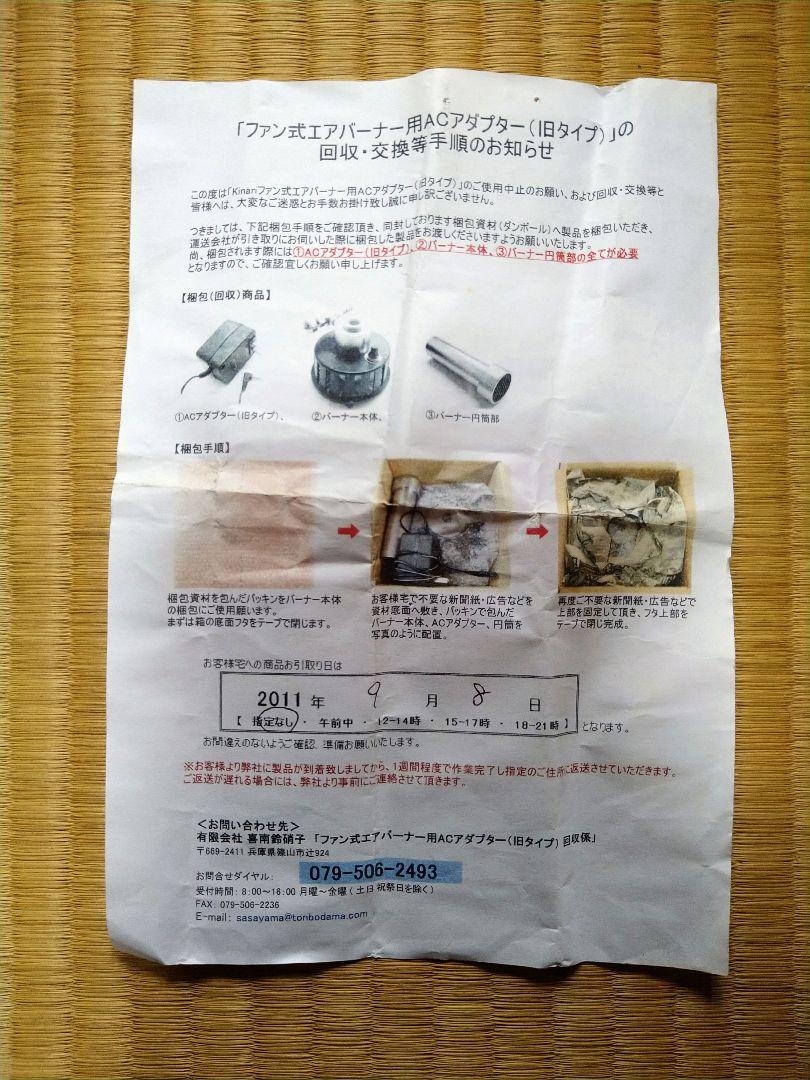 「ファン式エアバーナー用ACアダプター(旧タイプ)」の
回収・交換等手順のお知らせ
この度は「Kinariファン式エアバーナー用ACアダプター(旧タイプ)」のご使用中止のお願い、および回収・交換等と
皆様へは、大変なご迷惑とお手数お掛け致し誠に申し訳ございません。
つきましては、下記梱包手順をご確認頂き、同封しております梱包資材(ダンボール)へ製品を梱包いただき、
運送会社が引き取りにお伺いした際に梱包した製品をお渡しくださいますようお願いいたします。
尚、梱包されます際には①ACアダプター(旧タイプ)、②バーナー本体、③バーナー円筒部の全てが必要
となりますので、ご確認宜しくお願い申し上げます。
【梱包(回収)商品】
①ACアダプター(旧タイプ)、 ②バーナー本体、 ③バーナー円筒部
【梱包手順】
梱包資材を包んだパッキンをバーナー本体
の梱包にご使用願います。
まずは箱の底面フタをテープで閉じます。
お客様宅で不要な新聞紙・広告などを
資材底面へ敷き、パッキンで包んだ
バーナー本体、ACアダプター、円筒を
写真のように配置。
再度ご不要な新聞紙・広告などで
上部を固定して頂き、フタ上部を
テープで閉じ完成。
お客様宅への商品お引取り日は
2011 年 9 月 8 日
【 指定なし ・ 午前中 ・ 12-14時 ・ 15-17時 ・ 18-21時 】 となります。
お間違えのないようご確認、準備お願いいたします。
※お客様より弊社に製品が到着致しましてから、1週間程度で作業完了し指定のご住所に返送させていただきます。
ご返送が遅れる場合には、弊社より事前にご連絡させて頂きます。
<お問い合わせ先>
有限会社 喜南鈴硝子 「ファン式エアバーナー用ACアダプター(旧タイプ) 回収係」
〒669-2411 兵庫県篠山市辻924
お問合せダイヤル: 079-506-2493
受付時間: 8:00~16:00 月曜~金曜(土日祝祭日を除く)
FAX: 079-506-2236
E-mail: sasayama@tonbodama.com